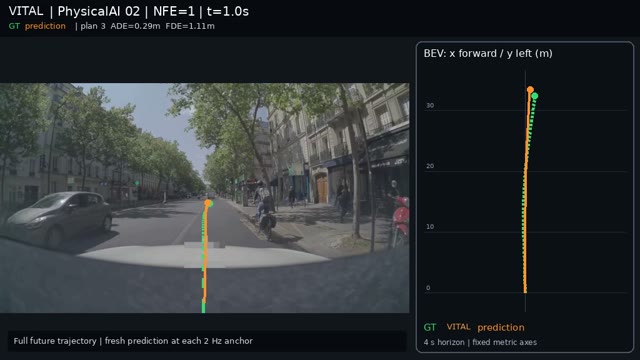 VITAL | PhysicalAI 02 | NFE=1 | t=1.0s
GT prediction | plan 3 ADE=0.29m FDE=1.11m
BEV: x forward / y left (m)
30
20
10
0
GT VITAL prediction
4 s horizon | fixed metric axes
Full future trajectory | fresh prediction at each 2 Hz anchor